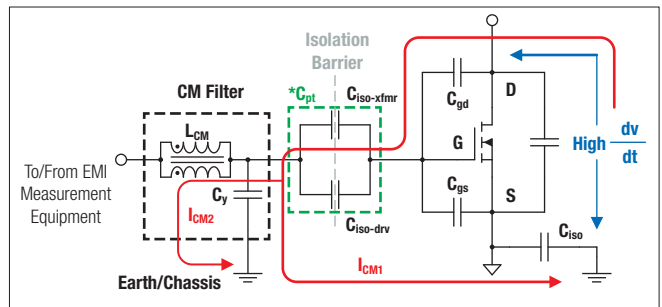 Isolation
Barrier
*Cpt
Ciso-xfmr
CM Filter
LCM
Cgd
D
G
High dv
dt
To/From EMI
Measurement
Equipment
Cy
Cgs
S
ICM2
Ciso-drv
Ciso
ICM1
Earth/Chassis